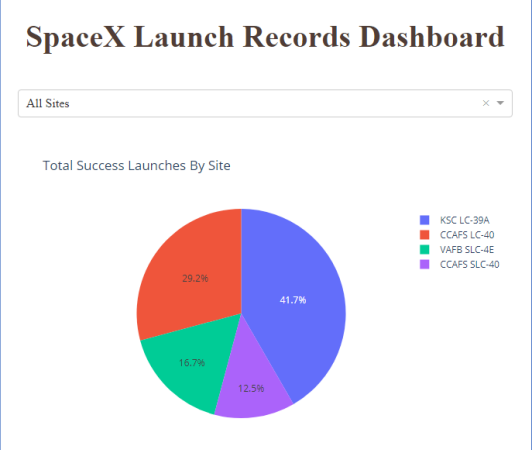 SpaceX Launch Records Dashboard
All Sites
Total Success Launches By Site
KSC LC-39A
CCAFS LC-40
VAFB SLC-4E
CCAFS SLC-40
29.2%
41.7%
16.7%
12.5%